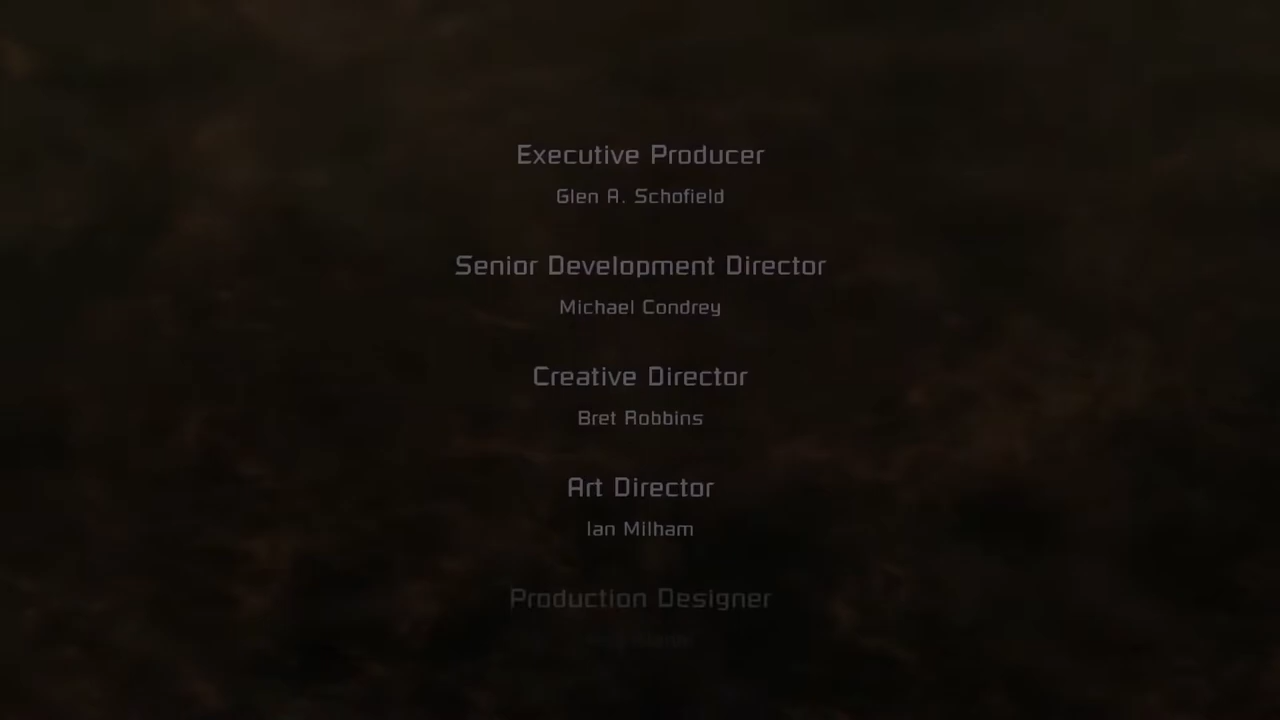 Executive Producer
Glen A. Schofield
Senior Development Director
Michael Condrey
Creative Director
Bret Robbins
Art Director
Ian Milham
Production Designer